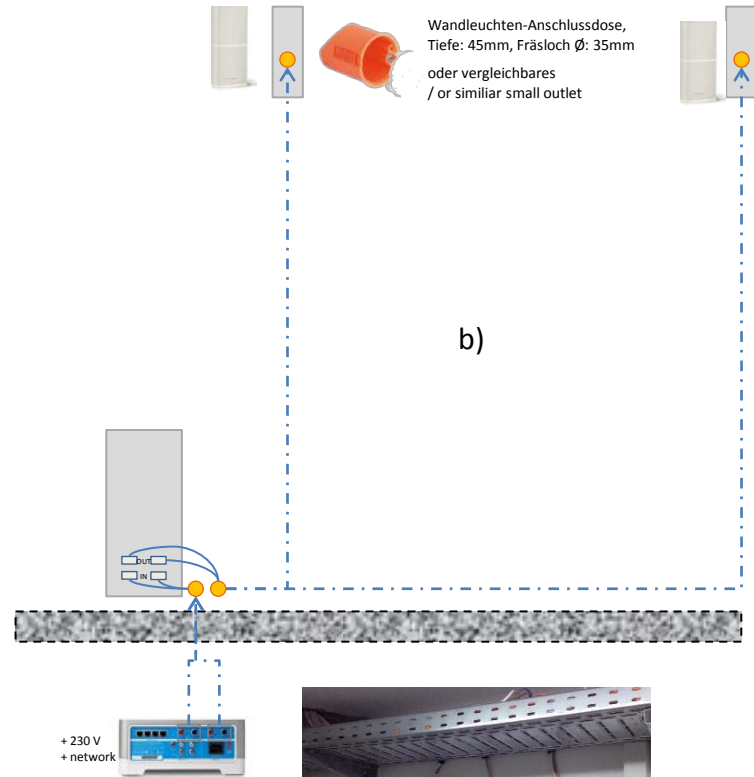 Wandleuchten-Anschlussdose,
Tiefe: 45mm, Fräsloch Ø: 35mm
oder vergleichbares
/ or similiar small outlet
b)
OUT
IN
+ 230 V
+ network